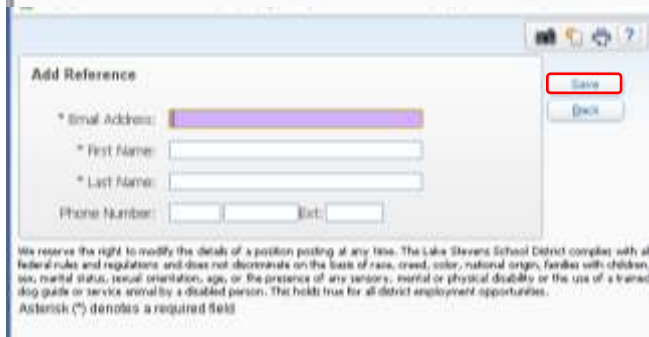 ?
Add Reference
Save
Back
* Email Address:
* First Name:
* Last Name:
Phone Number: Ext:
We reserve the right to modify the details of a position posting at any time. The Lake Stevens School District complies with all
federal rules and regulations and does not discriminate on the basis of race, creed, color, national origin, families with children,
sex, marital status, sexual orientation, age, or the presence of any sensory, mental or physical disability or the use of a trained
dog guide or service animal by a disabled person. This holds true for all district employment opportunities.
Asterisk (*) denotes a required field